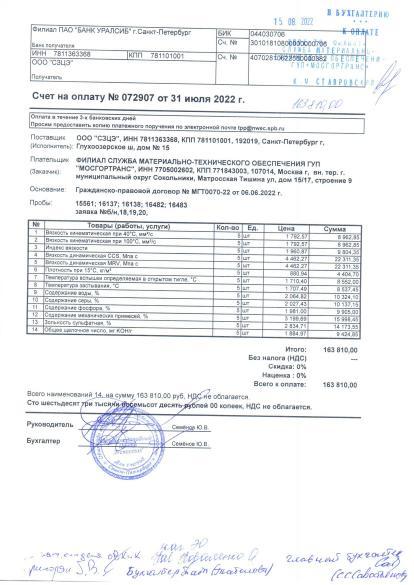 В БУХГАЛТЕРИЮ
15 08 2022
К ОПЛАТЕ
Филиал ПАО "БАНК УРАЛСИБ" г.Санкт-Петербург
БИК 044030706
Сч. №
Банк получателя
ИНН 7811363368 КПП 781101001
Сч. №
ООО "СЗЦЭ"
Получатель
Счет на оплату № 072907 от 31 июля 2022 г.
163 810,00
Оплата в течение 3-х банковских дней
Просим предоставить копию платежного поручения по электронной почте tpp@nwec.spb.ru
Поставщик ООО "СЗЦЭ", ИНН 7811363368, КПП 781101001, 192019, Санкт-Петербург г,
(Исполнитель): Глухоозерское ш, дом № 15
Плательщик ФИЛИАЛ СЛУЖБА МАТЕРИАЛЬНО-ТЕХНИЧЕСКОГО ОБЕСПЕЧЕНИЯ ГУП
(Заказчик): "МОСГОРТРАНС", ИНН 7705002602, КПП 771843003, 107014, Москва г, вн. тер. г.
муниципальный округ Сокольники, Матросская Тишина ул, дом 15/17, строение 9
Основание: Гражданско-правовой договор № МГТ0070-22 от 06.06.2022 г.
Пробы: 15561; 16137; 16138; 16482; 16483
заявка №б/н,18,19,20,
№ Товары (работы, услуги) Кол-во Ед. Цена Сумма
1 Вязкость кинематическая при 40°С, мм²/с 5 шт 1 792,57 8 962,85
2 Вязкость кинематическая при 100°С, мм²/с 5 шт 1 792,57 8 962,85
3 Индекс вязкости 5 шт 1 960,87 9 804,35
4 Вязкость динамическая CCS, Мпа с 5 шт 4 462,27 22 311,35
5 Вязкость динамическая MRV, Мпа с 5 шт 4 462,27 22 311,35
6 Плотность при 15°С, кг/м³ 5 шт 880,94 4 404,70
7 Температура вспышки определяемая в открытом тигле, °С 5 шт 1 710,40 8 552,00
8 Температура застывания, °С 5 шт 1 707,49 8 537,45
9 Содержание воды, % 5 шт 2 064,82 10 324,10
10 Содержание серы, % 5 шт 2 027,43 10 137,15
11 Содержание фосфора, % 5 шт 1 981,00 9 905,00
12 Содержание механических примесей, % 5 шт 3 199,69 15 998,45
13 Зольность сульфатная, % 5 шт 2 834,71 14 173,55
14 Общее щелочное число, мг КОН/г 5 шт 1 884,97 9 424,85
Итого: 163 810,00
Без налога (НДС) —
Скидка: 0%
Наценка : 0%
Всего к оплате: 163 810,00
Всего наименований 14, на сумму 163 810,00 руб, НДС не облагается.
Сто шестьдесят три тысячи восемьсот десять рублей 00 копеек, НДС не облагается.
Руководитель Семёнов Ю.В.
Бухгалтер Семёнов Ю.В.
главный бухгалтер
Бухгалтер